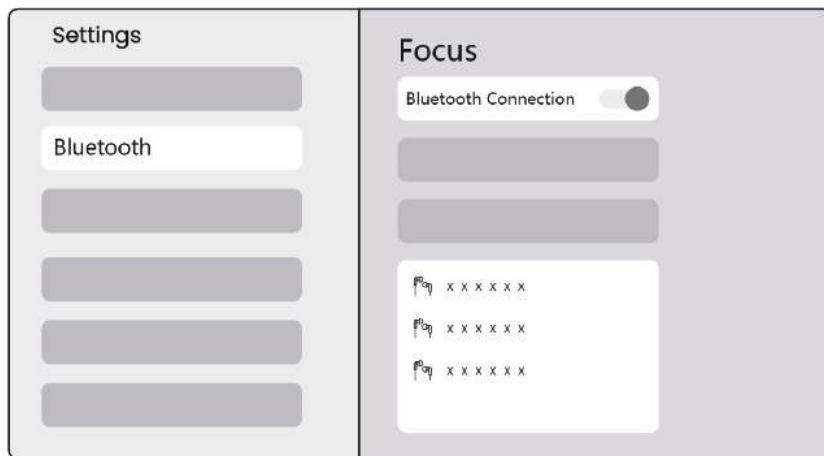 Settings
Bluetooth
Focus
Bluetooth Connection
x x x x x x
x x x x x x
x x x x x x